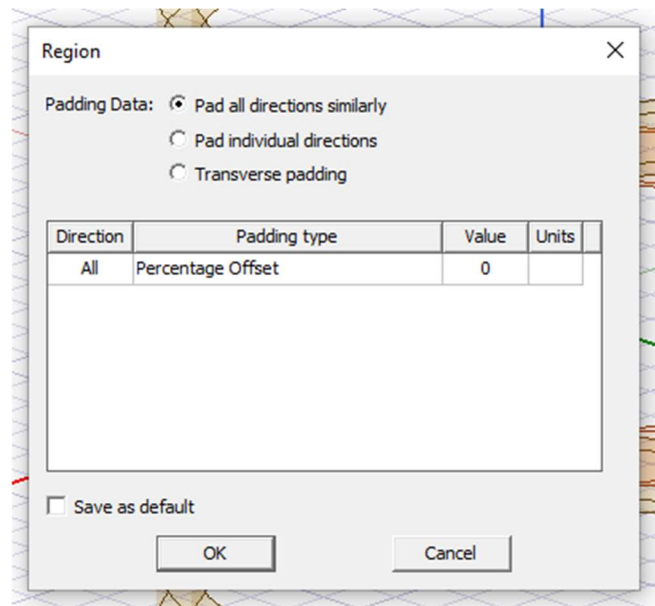 Region
Padding Data: Pad all directions similarly
Pad individual directions
Transverse padding
Direction Padding type Value Units
All Percentage Offset 0
Save as default
OK Cancel